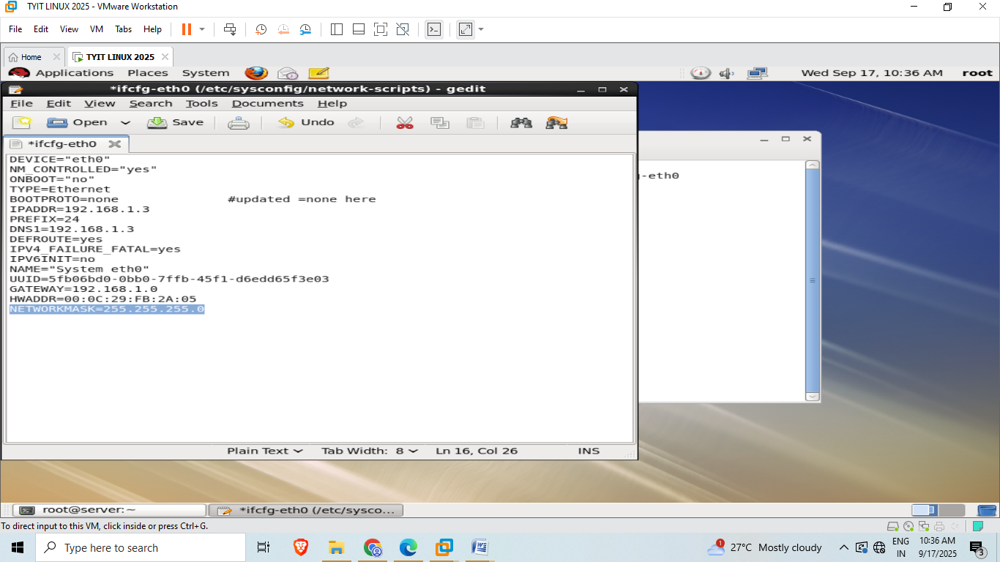 TYIT LINUX 2025 - VMware Workstation
File Edit View VM Tabs Help
Home TYIT LINUX 2025
Applications Places System Wed Sep 17, 10:36 AM root
*ifcfg-eth0 (/etc/sysconfig/network-scripts) - gedit
File Edit View Search Tools Documents Help
Open Save Undo
*ifcfg-eth0
DEVICE="eth0"
NM_CONTROLLED="yes"
-eth0
ONBOOT="no"
TYPE=Ethernet
BOOTPROTO=none #updated =none here
IPADDR=192.168.1.3
PREFIX=24
DNS1=192.168.1.3
DEFROUTE=yes
IPV4_FAILURE_FATAL=yes
IPV6INIT=no
NAME="System eth0"
UUID=5fb06bd0-0bb0-7ffb-45f1-d6edd65f3e03
GATEWAY=192.168.1.0
HWADDR=00:0C:29:FB:2A:05
NETWORKMASK=255.255.255.0
Plain Text Tab Width: 8 Ln 16, Col 26 INS
root@server:~ *ifcfg-eth0 (/etc/sysco...
To direct input to this VM, click inside or press Ctrl+G.
Type here to search
1
27°C Mostly cloudy
ENG
IN
10:36 AM
9/17/2025
3